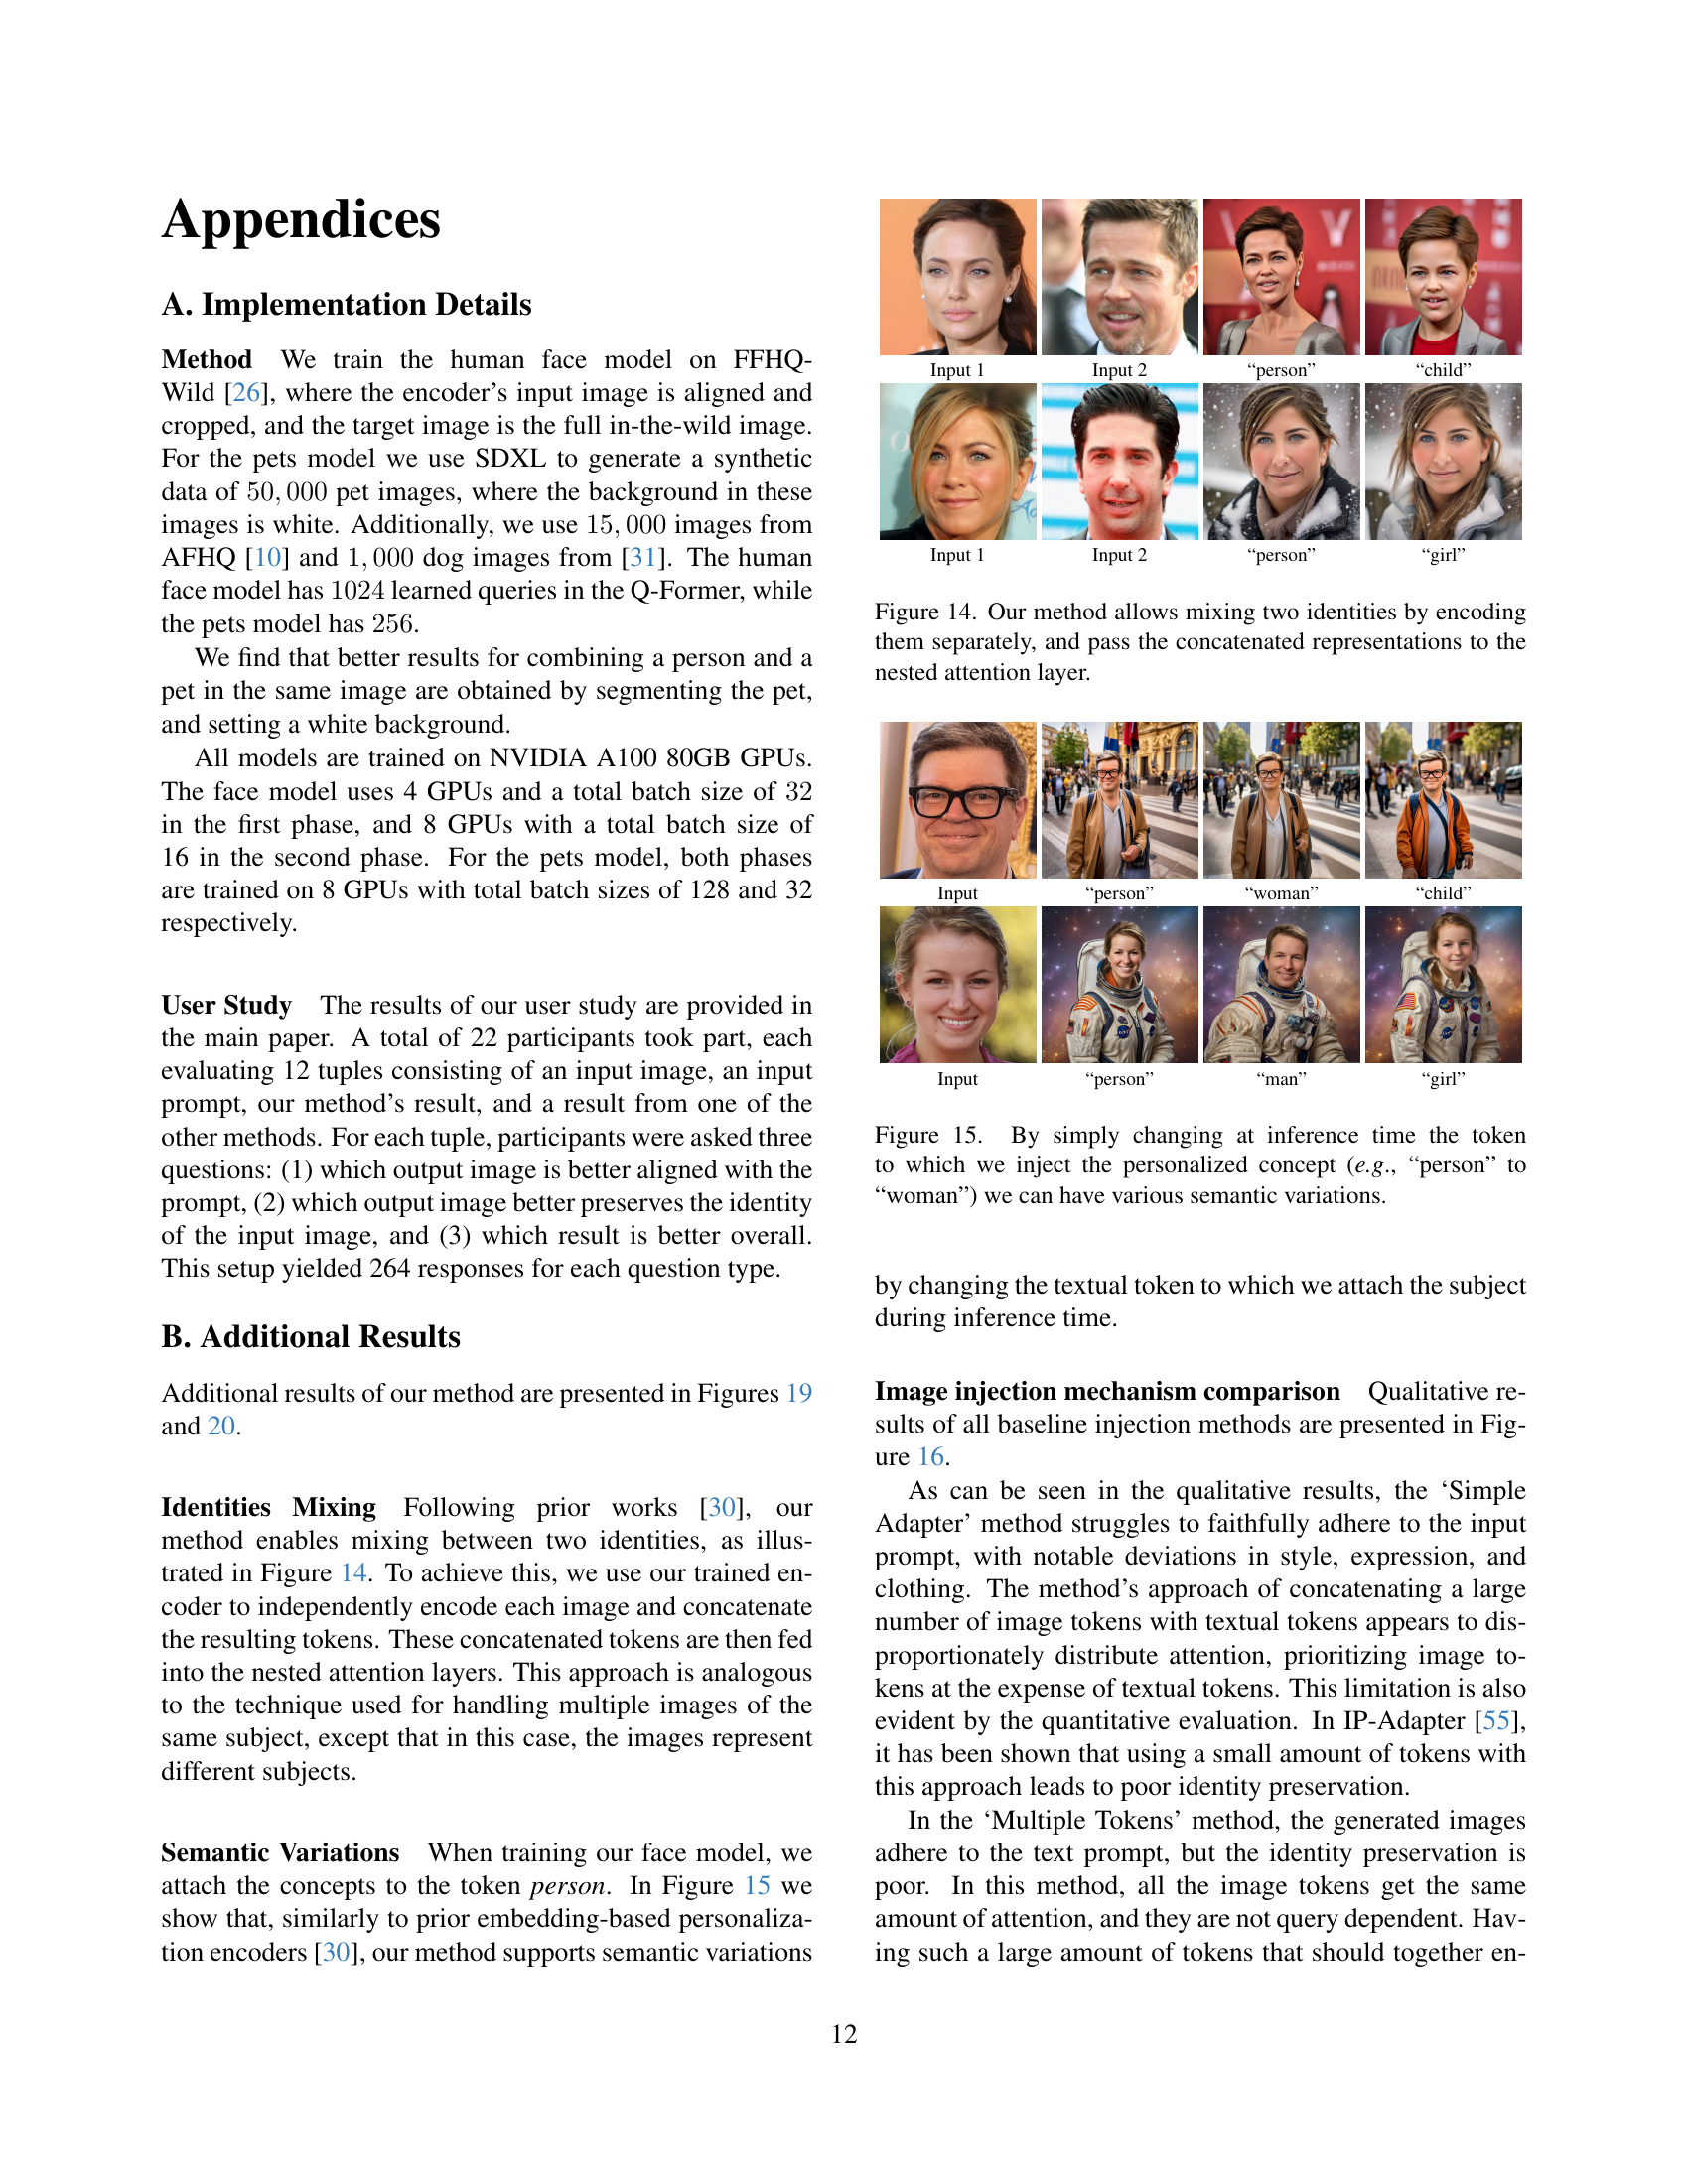 Appendices
A. Implementation Details
Method We train the human face model on FFHQ-
Wild [26], where the encoder's input image is aligned and
cropped, and the target image is the full in-the-wild image.
For the pets model we use SDXL to generate a synthetic
data of 50,000 pet images, where the background in these
images is white. Additionally, we use 15,000 images from
AFHQ [10] and 1,000 dog images from [31]. The human
face model has 1024 learned queries in the Q-Former, while
the pets model has 256.
We find that better results for combining a person and a
pet in the same image are obtained by segmenting the pet,
and setting a white background.
All models are trained on NVIDIA A100 80GB GPUs.
The face model uses 4 GPUs and a total batch size of 32
in the first phase, and 8 GPUs with a total batch size of
16 in the second phase. For the pets model, both phases
are trained on 8 GPUs with total batch sizes of 128 and 32
respectively.
User Study The results of our user study are provided in
the main paper. A total of 22 participants took part, each
evaluating 12 tuples consisting of an input image, an input
prompt, our method's result, and a result from one of the
other methods. For each tuple, participants were asked three
questions: (1) which output image is better aligned with the
prompt, (2) which output image better preserves the identity
of the input image, and (3) which result is better overall.
This setup yielded 264 responses for each question type.
B. Additional Results
Additional results of our method are presented in Figures 19
and 20.
Identities Mixing Following prior works [30], our
method enables mixing between two identities, as illus-
trated in Figure 14. To achieve this, we use our trained en-
coder to independently encode each image and concatenate
the resulting tokens. These concatenated tokens are then fed
into the nested attention layers. This approach is analogous
to the technique used for handling multiple images of the
same subject, except that in this case, the images represent
different subjects.
Semantic Variations When training our face model, we
attach the concepts to the token person. In Figure 15 we
show that, similarly to prior embedding-based personaliza-
tion encoders [30], our method supports semantic variations
Input 1 Input 2 “person” “child”
Input 1 Input 2 “person” “girl”
Figure 14. Our method allows mixing two identities by encoding
them separately, and pass the concatenated representations to the
nested attention layer.
Input “person” “woman” “child”
Input “person” “man” “girl”
Figure 15. By simply changing at inference time the token
to which we inject the personalized concept (e.g., “person” to
“woman”) we can have various semantic variations.
by changing the textual token to which we attach the subject
during inference time.
Image injection mechanism comparison Qualitative re-
sults of all baseline injection methods are presented in Fig-
ure 16.
As can be seen in the qualitative results, the ‘Simple
Adapter’ method struggles to faithfully adhere to the input
prompt, with notable deviations in style, expression, and
clothing. The method's approach of concatenating a large
number of image tokens with textual tokens appears to dis-
proportionately distribute attention, prioritizing image to-
kens at the expense of textual tokens. This limitation is also
evident by the quantitative evaluation. In IP-Adapter [55],
it has been shown that using a small amount of tokens with
this approach leads to poor identity preservation.
In the ‘Multiple Tokens’ method, the generated images
adhere to the text prompt, but the identity preservation is
poor. In this method, all the image tokens get the same
amount of attention, and they are not query dependent. Hav-
ing such a large amount of tokens that should together en-
12